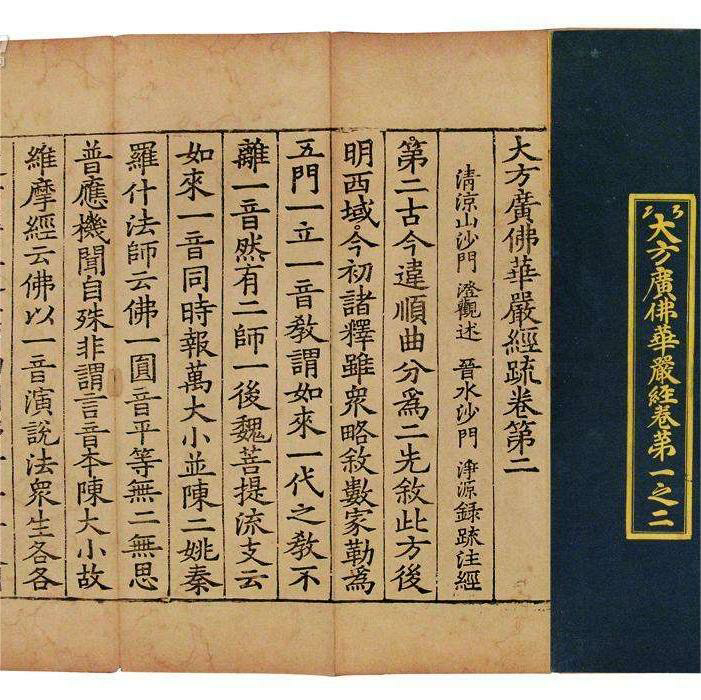 大方廣佛華嚴經卷第一之二
大方廣佛華嚴經䟽卷第二
清涼山沙門 澄觀述 晉水沙門 淨源録䟽注經
第二古今違順曲分為二先敘此方後
明西域今初諸釋雖衆略敘數家勒為
五門一立一音教謂如來一代之教不
離一音然有二師一後魏菩提流支云
如來一音同時報萬大小並陳二姚秦
羅什法師云佛一圓音平等無二無思
普應機聞自殊非謂言音本陳大小故
維摩經云佛以一音演說法衆生各各